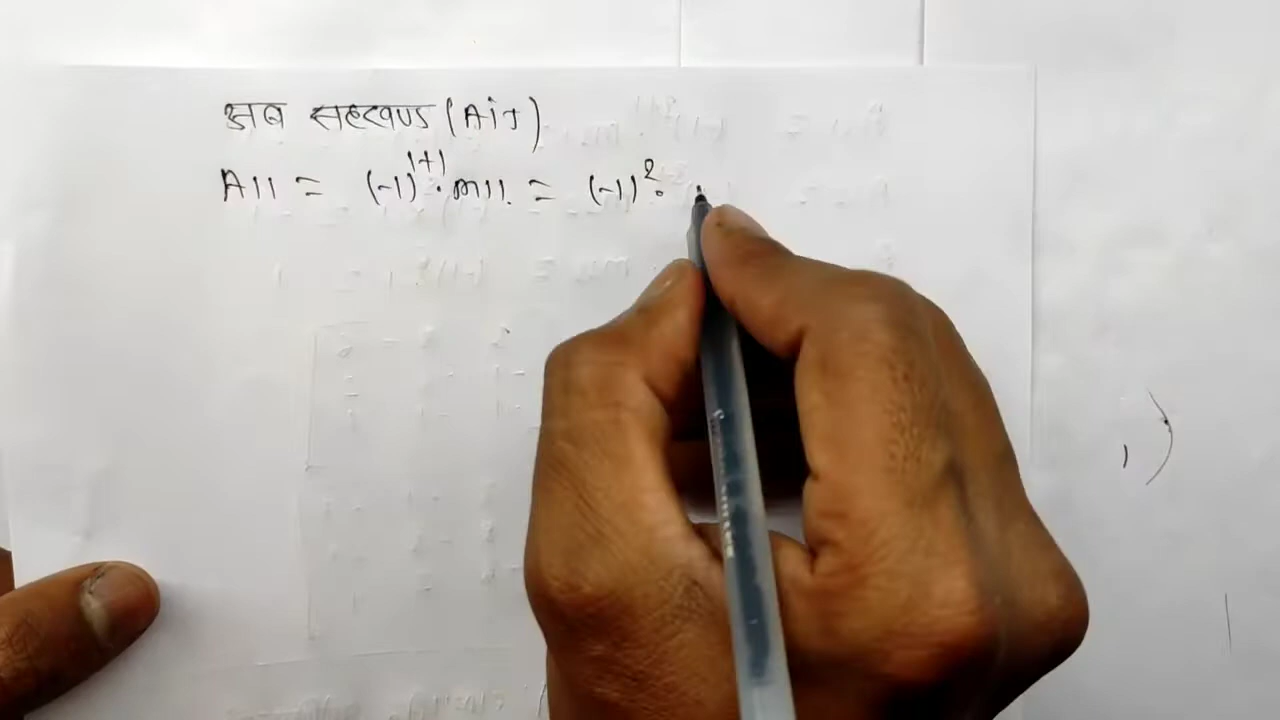 अब सहखण्ड (Aij)
A11 = (-1)^{1+1} · m11. = (-1)^2 ·